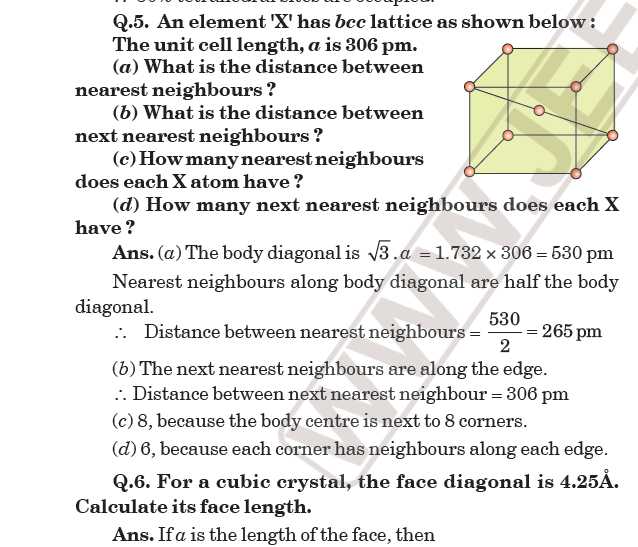 Q.5. An element 'X' has bcc lattice as shown below :
The unit cell length, a is 306 pm.
(a) What is the distance between
nearest neighbours ?
(b) What is the distance between
next nearest neighbours ?
(c) How many nearest neighbours
does each X atom have ?
(d) How many next nearest neighbours does each X
have ?
Ans. (a) The body diagonal is √3 . a = 1.732 × 306 = 530 pm
Nearest neighbours along body diagonal are half the body
diagonal.
∴ Distance between nearest neighbours = 530/2 = 265 pm
(b) The next nearest neighbours are along the edge.
∴ Distance between next nearest neighbour = 306 pm
(c) 8, because the body centre is next to 8 corners.
(d) 6, because each corner has neighbours along each edge.
Q.6. For a cubic crystal, the face diagonal is 4.25Å.
Calculate its face length.
Ans. If a is the length of the face, then
WWW.JEE